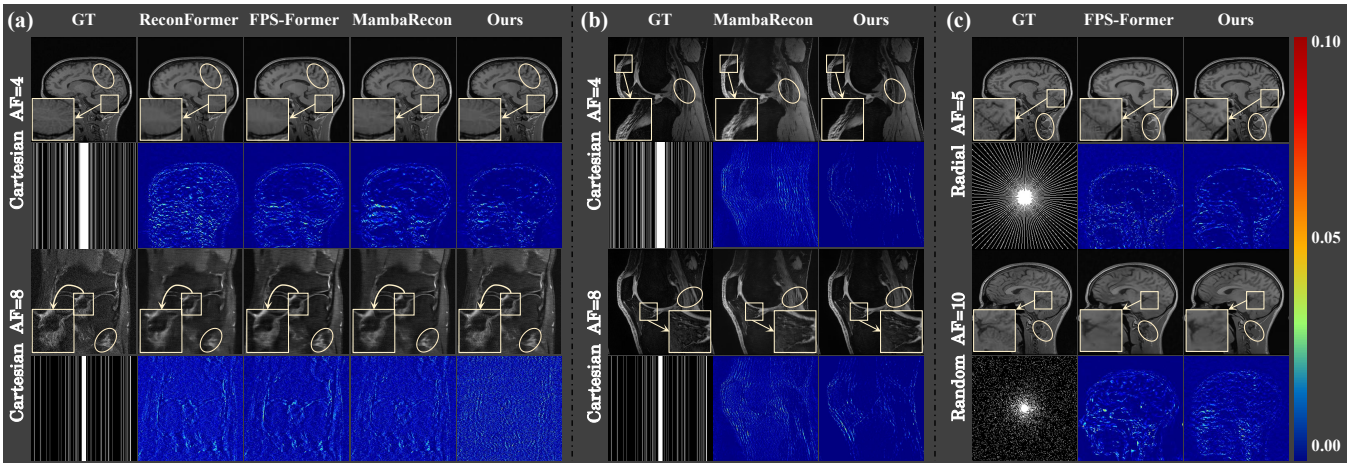 (a) GT ReconFormer FPS-Former MambaRecon Ours
Cartesian AF=4
Cartesian AF=8
(b) GT MambaRecon Ours
Cartesian AF=4
Cartesian AF=8
(c) GT FPS-Former Ours
Radial AF=5
Random AF=10
0.10
0.05
0.00